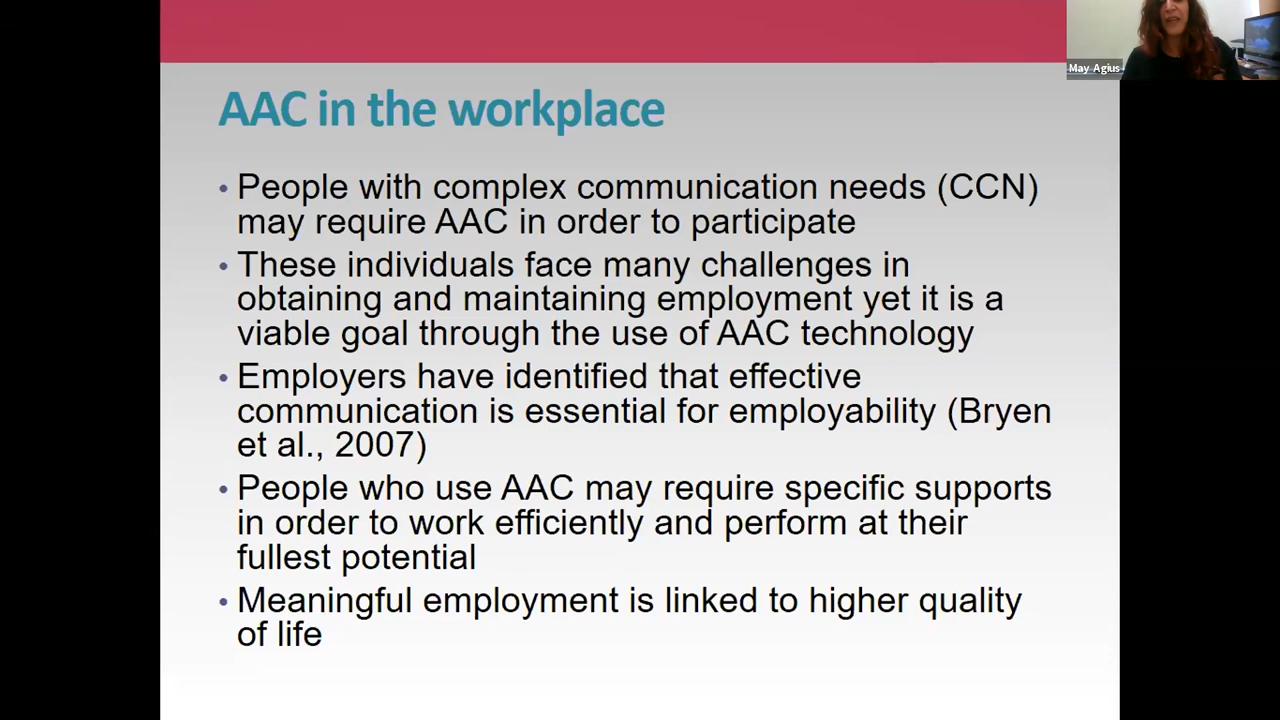 May Agius
AAC in the workplace
• People with complex communication needs (CCN)
may require AAC in order to participate
• These individuals face many challenges in
obtaining and maintaining employment yet it is a
viable goal through the use of AAC technology
• Employers have identified that effective
communication is essential for employability (Bryen
et al., 2007)
• People who use AAC may require specific supports
in order to work efficiently and perform at their
fullest potential
• Meaningful employment is linked to higher quality
of life